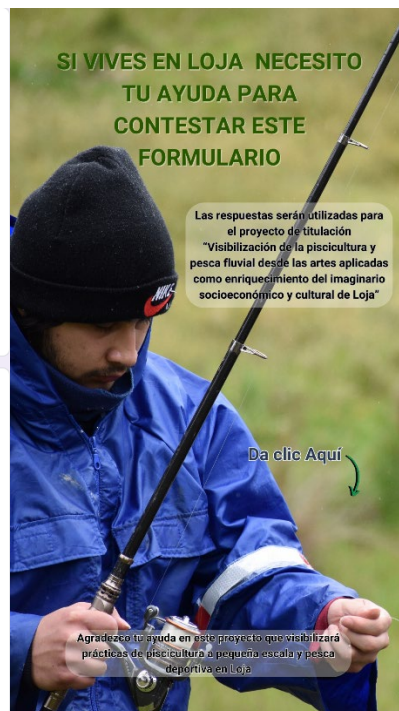 SI VIVES EN LOJA NECESITO
TU AYUDA PARA
CONTESTAR ESTE
FORMULARIO
Las respuestas serán utilizadas para
el proyecto de titulación
“Visibilización de la piscicultura y
pesca fluvial desde las artes aplicadas
como enriquecimiento del imaginario
socioeconómico y cultural de Loja”
NIKE
Da clic Aquí
Agradezco tu ayuda en este proyecto que visibilizará
prácticas de piscicultura a pequeña escala y pesca
deportiva en Loja